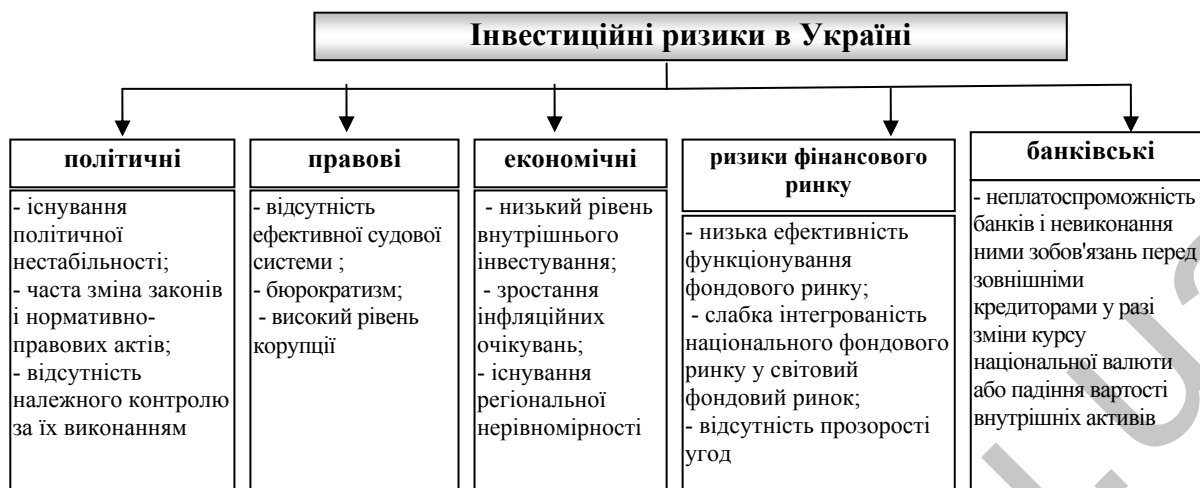 Інвестиційні ризики в Україні
політичні
- існування
політичної
нестабільності;
- часта зміна законів
і нормативно-
правових актів;
- відсутність
належного контролю
за їх виконанням
правові
- відсутність
ефективної судової
системи ;
- бюрократизм;
- високий рівень
корупції
економічні
- низький рівень
внутрішнього
інвестування;
- зростання
інфляційних
очікувань;
- існування
регіональної
нерівномірності
ризики фінансового
ринку
- низька ефективність
функціонування
фондового ринку;
- слабка інтегрованість
національного фондового
ринку у світовий
фондовий ринок;
- відсутність прозорості
угод
банківські
- неплатоспроможність
банків і невиконання
ними зобов'язань перед
зовнішніми
кредиторами у разі
зміни курсу
національної валюти
або падіння вартості
внутрішніх активів